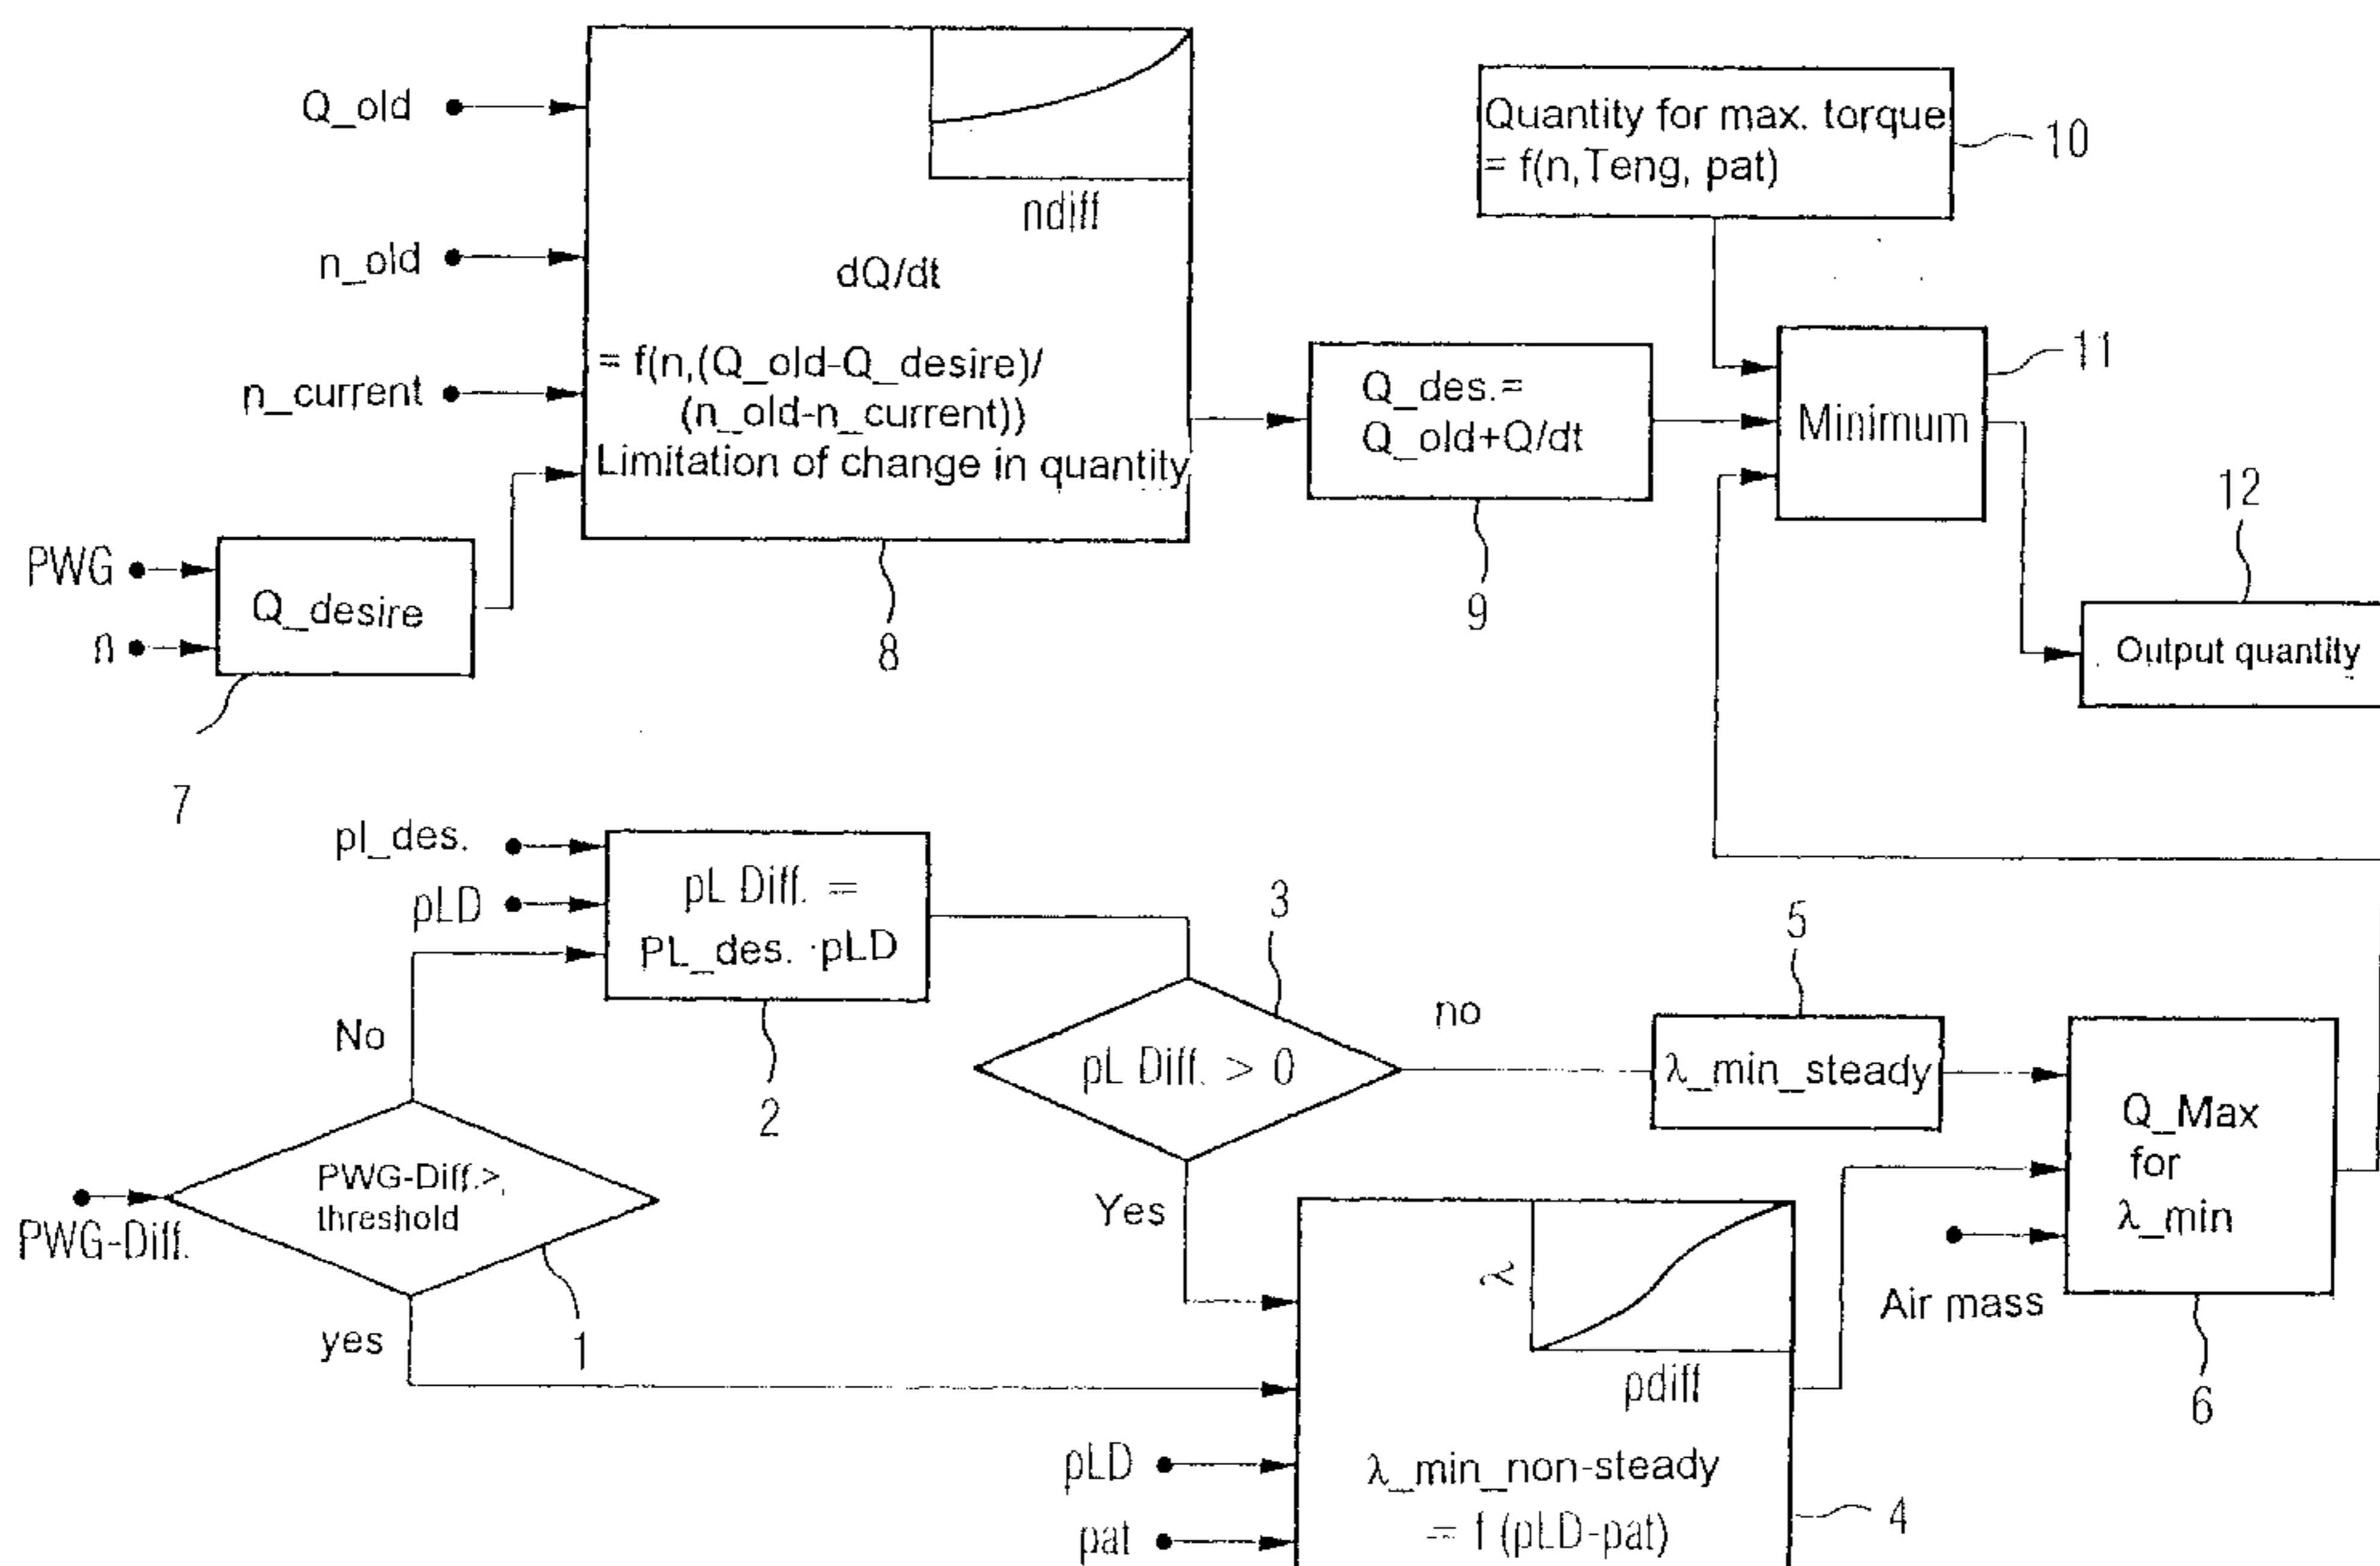 Q_old
n_old
n_current
ndiff
dQ/dt
= f(n,(Q_old-Q_desire)/
(n_old-n_current))
Limitation of change in quantity
8
PWG
n
Q_desire
7
Q_des.=
Q_old+Q/dt
9
Quantity for max. torque
= f(n,Teng, pat)
10
Minimum
11
12
Output quantity
pl_des.
pLD
pL Diff. =
PL_des. -pLD
2
No
PWG-Diff.
PWG-Diff.>
threshold
yes
1
3
pL Diff. > 0
no
Yes
5
λ_min_steady
Q_Max
for
λ_min
Air mass
6
λ
pdiff
pLD
pat
λ_min_non-steady
= f (pLD-pat)
4